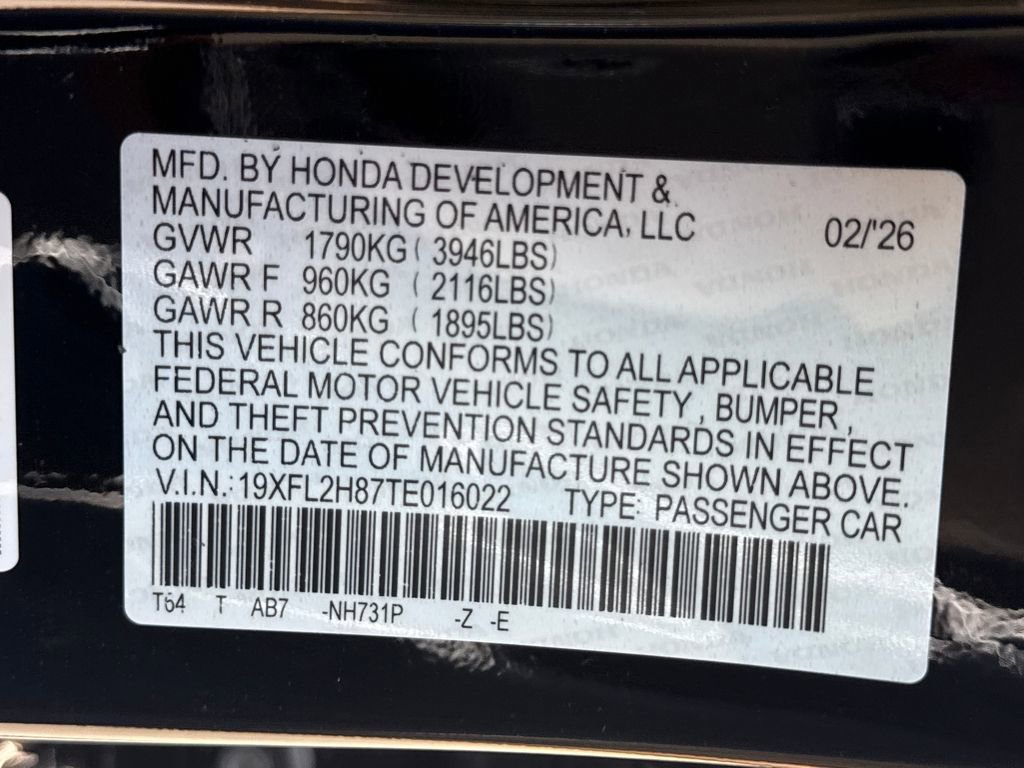 MFD. BY HONDA DEVELOPMENT &
MANUFACTURING OF AMERICA, LLC 02/'26
GVWR 1790KG ( 3946LBS)
GAWR F 960KG ( 2116LBS)
GAWR R 860KG ( 1895LBS)
THIS VEHICLE CONFORMS TO ALL APPLICABLE
FEDERAL MOTOR VEHICLE SAFETY , BUMPER ,
AND THEFT PREVENTION STANDARDS IN EFFECT
ON THE DATE OF MANUFACTURE SHOWN ABOVE.
V.I.N.: 19XFL2H87TE016022 TYPE: PASSENGER CAR
T64 T AB7 -NH731P -Z -E